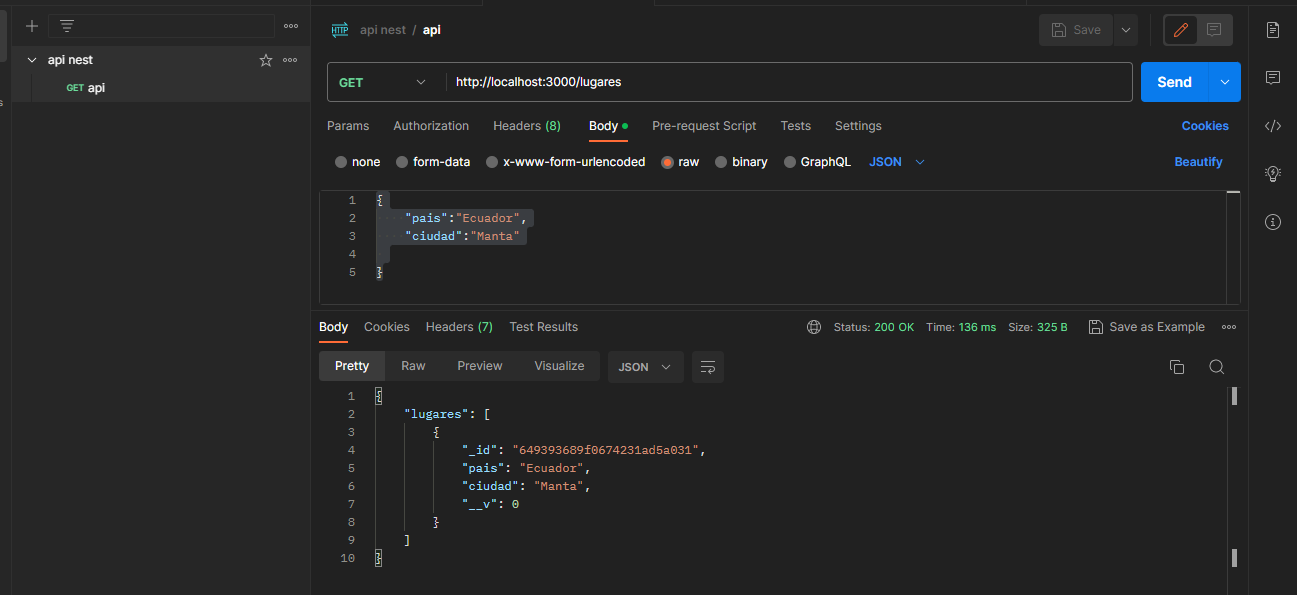 api nest / api
Save
api nest
GET api
GET http://localhost:3000/lugares
Send
Params Authorization Headers (8) Body Pre-request Script Tests Settings
Cookies
none form-data x-www-form-urlencoded raw binary GraphQL JSON
Beautify
1 {
2 "pais":"Ecuador",
3 "ciudad":"Manta"
4
5 }
Body Cookies Headers (7) Test Results
Status: 200 OK Time: 136 ms Size: 325 B Save as Example
Pretty Raw Preview Visualize JSON
1 {
2 "lugares": [
3 {
4 "_id": "649393689f0674231ad5a031",
5 "pais": "Ecuador",
6 "ciudad": "Manta",
7 "__v": 0
8 }
9 ]
10 }